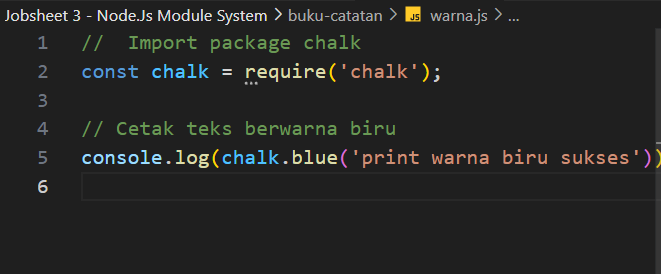 Jobsheet 3 - Node.Js Module System > buku-catatan > JS warna.js > ...
1 //  Import package chalk
2 const chalk = require('chalk');
3
4 // Cetak teks berwarna biru
5 console.log(chalk.blue('print warna biru sukses'))
6